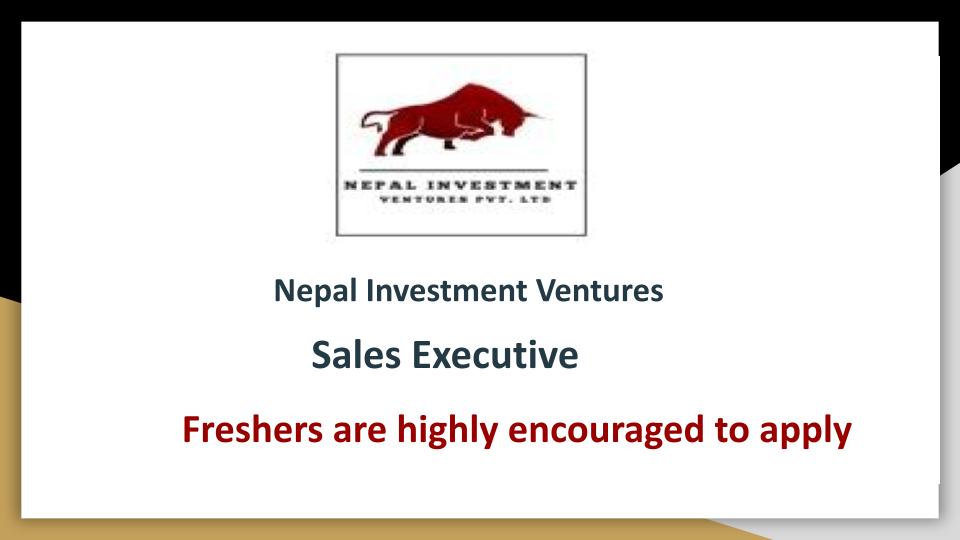 NEPAL INVESTMENT
VENTURES PVT. LTD
Nepal Investment Ventures
Sales Executive
Freshers are highly encouraged to apply